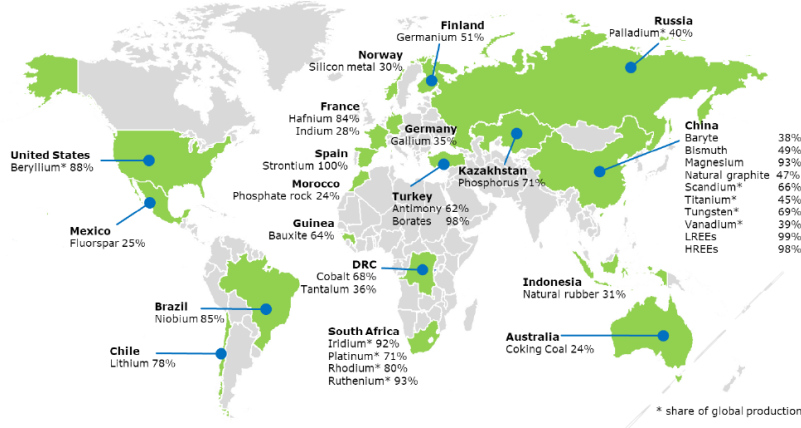 Finland
Germanium 51%
Russia
Palladium* 40%
Norway
Silicon metal 30%
France
Hafnium 84%
Indium 28%
Germany
Gallium 35%
China
Baryte 38%
Bismuth 49%
Magnesium 93%
Natural graphite 47%
Scandium* 66%
Titanium* 45%
Tungsten* 69%
Vanadium* 39%
LREEs 99%
HREEs 98%
United States
Beryllium* 88%
Spain
Strontium 100%
Kazakhstan
Phosphorus 71%
Morocco
Phosphate rock 24%
Turkey
Antimony 62%
Borates 98%
Mexico
Fluorspar 25%
Guinea
Bauxite 64%
DRC
Cobalt 68%
Tantalum 36%
Indonesia
Natural rubber 31%
Brazil
Niobium 85%
South Africa
Iridium* 92%
Platinum* 71%
Rhodium* 80%
Ruthenium* 93%
Australia
Coking Coal 24%
Chile
Lithium 78%
* share of global production